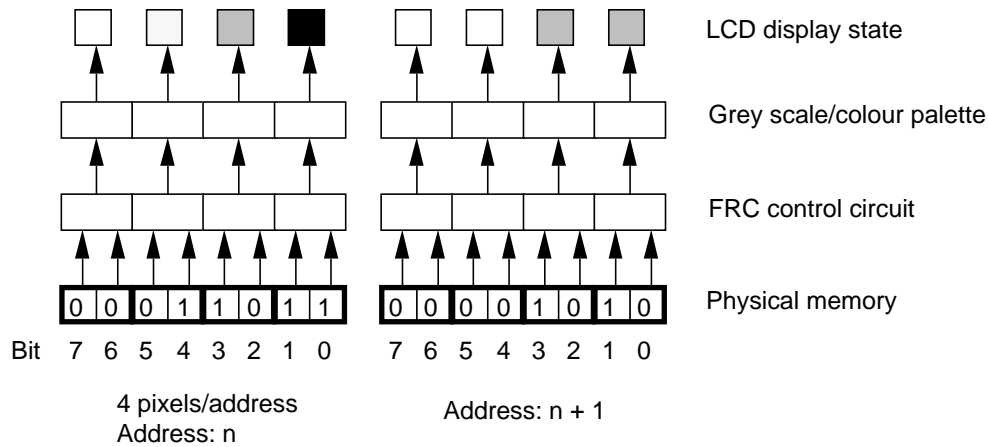 LCD display state
Grey scale/colour palette
FRC control circuit
0 0 0 1 1 0 1 1 0 0 0 0 1 0 1 0 Physical memory
Bit 7 6 5 4 3 2 1 0 7 6 5 4 3 2 1 0
4 pixels/address
Address: n
Address: n + 1